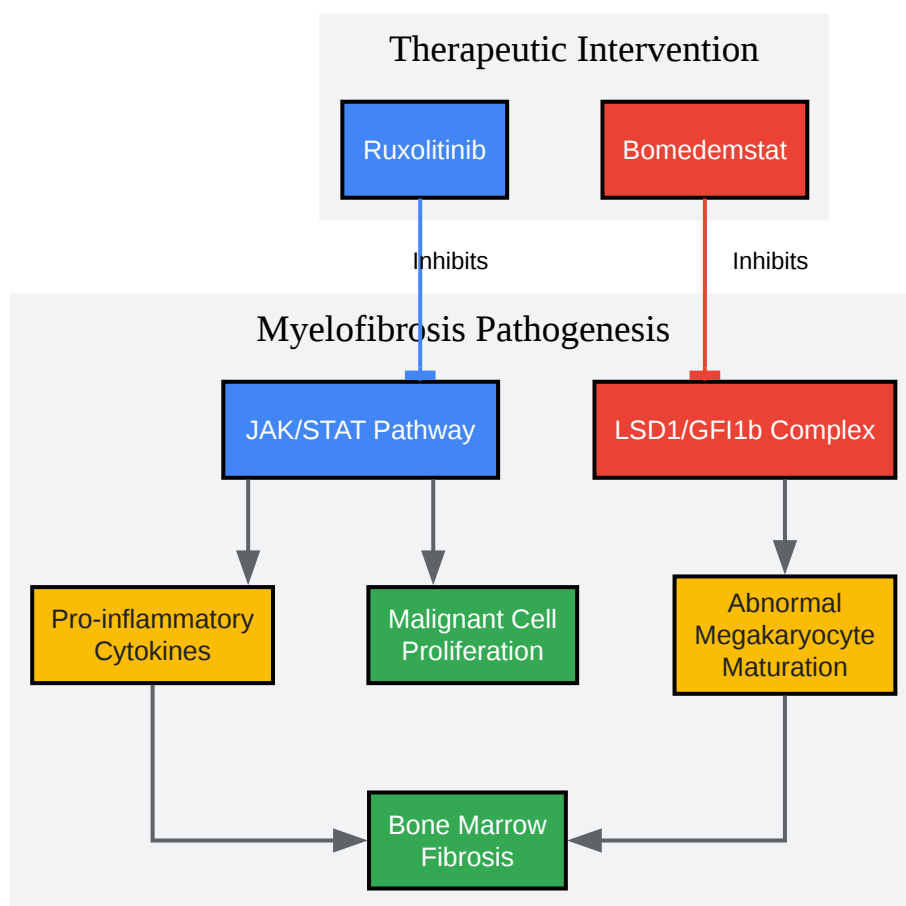 Therapeutic Intervention
Ruxolitinib
Bomedemstat
Inhibits
Inhibits
Myelofibrosis Pathogenesis
JAK/STAT Pathway
LSD1/GFI1b Complex
Pro-inflammatory
Cytokines
Malignant Cell
Proliferation
Abnormal
Megakaryocyte
Maturation
Bone Marrow
Fibrosis